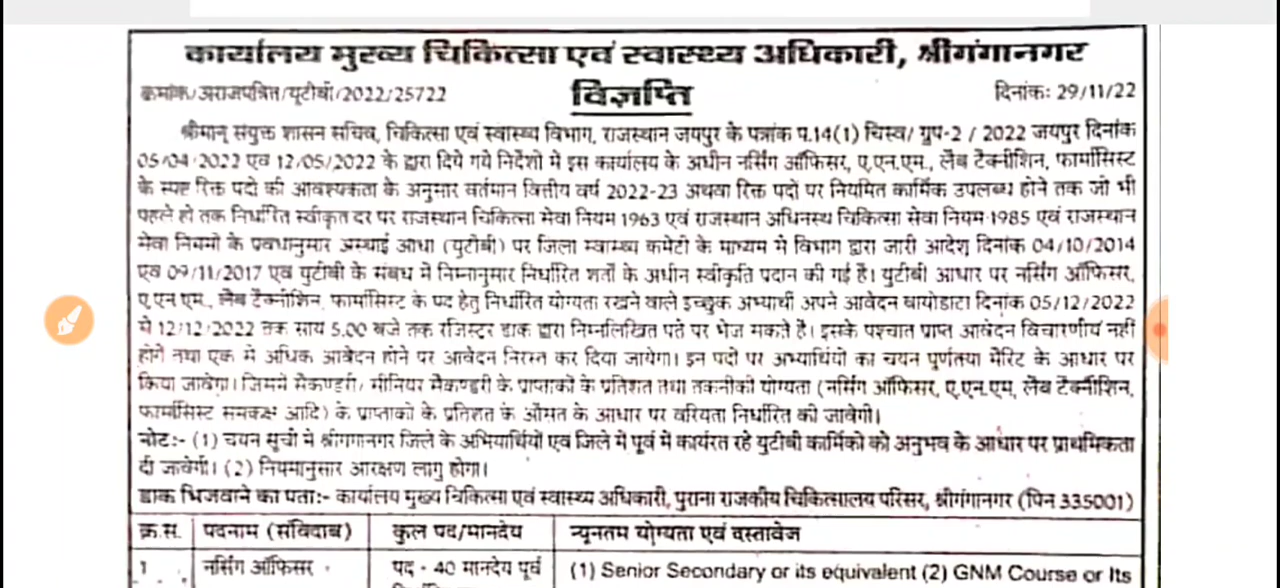 कार्यालय मुख्य चिकित्सा एवं स्वास्थ्य अधिकारी, श्रीगंगानगर
क्रमांक/अराजपत्रित/यूटीबी/2022/25722 विज्ञप्ति दिनांक: 29/11/22
श्रीमान् संयुक्त शासन सचिव, चिकित्सा एवं स्वास्थ्य विभाग, राजस्थान जयपुर के पत्रांक प.14(1) चिस्व/ ग्रुप-2 / 2022 जयपुर दिनांक
05/04/2022 एवं 12/05/2022 के द्वारा दिये गये निर्देशो में इस कार्यालय के अधीन नर्सिंग ऑफिसर, ए.एन.एम., लैब टैक्नीशिन, फार्मासिस्ट
के स्पष्ट रिक्त पदो की आवश्यकता के अनुसार वर्तमान वित्तीय वर्ष 2022-23 अथवा रिक्त पदों पर नियमित कार्मिक उपलब्ध होने तक जो भी
पहले हो तक निर्धारित स्वीकृत दर पर राजस्थान चिकित्सा सेवा नियम 1963 एवं राजस्थान अधिनस्थ चिकित्सा सेवा नियम 1985 एवं राजस्थान
सेवा नियमों के प्रवधानुसार अस्थाई आधा (युटीबी) पर जिला स्वास्थ्य कमेटी के माध्यम से विभाग द्वारा जारी आदेश दिनांक 04/10/2014
एवं 09/11/2017 एवं युटीबी के संबध में निम्नानुसार निर्धारित शर्तो के अधीन स्वीकृति पदान की गई है। युटीबी आधार पर नर्सिंग ऑफिसर,
ए.एन एम., लैब टैक्नीशिन, फार्मासिस्ट के पद हेतु निर्धारित योग्यता रखने वाले इच्छुक अभ्यार्थी अपने आवेदन बायोडाटा दिनांक 05/12/2022
से 12/12/2022 तक साय 5.00 बजे तक रजिस्टर डाक द्वारा निम्नलिखित पते पर भेज सकते है। इसके पश्चात प्राप्त आवेदन विचारणीय नहीं
होगे तथा एक से अधिक आवेदन होने पर आवेदन निरस्त कर दिया जायेगा। इन पदो पर अभ्यार्थियो का चयन पुर्णतया मैरिट के आधार पर
किया जावेगा। जिसमे सैकण्डरी/ सीनियर सैकण्डरी के प्राप्ताकों के प्रतिशत तथा तकनीकी योग्यता (नर्सिंग ऑफिसर, ए.एन.एम, लैब टैक्नीशिन,
फार्मासिस्ट समकक्ष आदि) के प्राप्ताको के प्रतिशत के औसत के आधार पर वरियता निर्धारित की जावेगी।
नोट:- (1) चयन सुची मे श्रीगंगानगर जिले के अभियार्थियों एवं जिले में पूर्व में कार्यरत रहे युटीबी कार्मिको को अनुभव के आधार पर प्राथमिकता
दी जावेगी। (2) नियमानुसार आरक्षण लागु होगा।
डाक भिजवाने का पता:- कार्यालय मुख्य चिकित्सा एवं स्वास्थ्य अधिकारी, पुराना राजकीय चिकित्सालय परिसर, श्रीगंगानगर (पिन 335001)
क्र.स. पदनाम (संविदाब) कुल पद/मानदेय न्यूनतम योग्यता एवं दस्तावेज
1 नर्सिंग ऑफिसर पद - 40 मानदेय पूर्व (1) Senior Secondary or its equivalent (2) GNM Course or Its